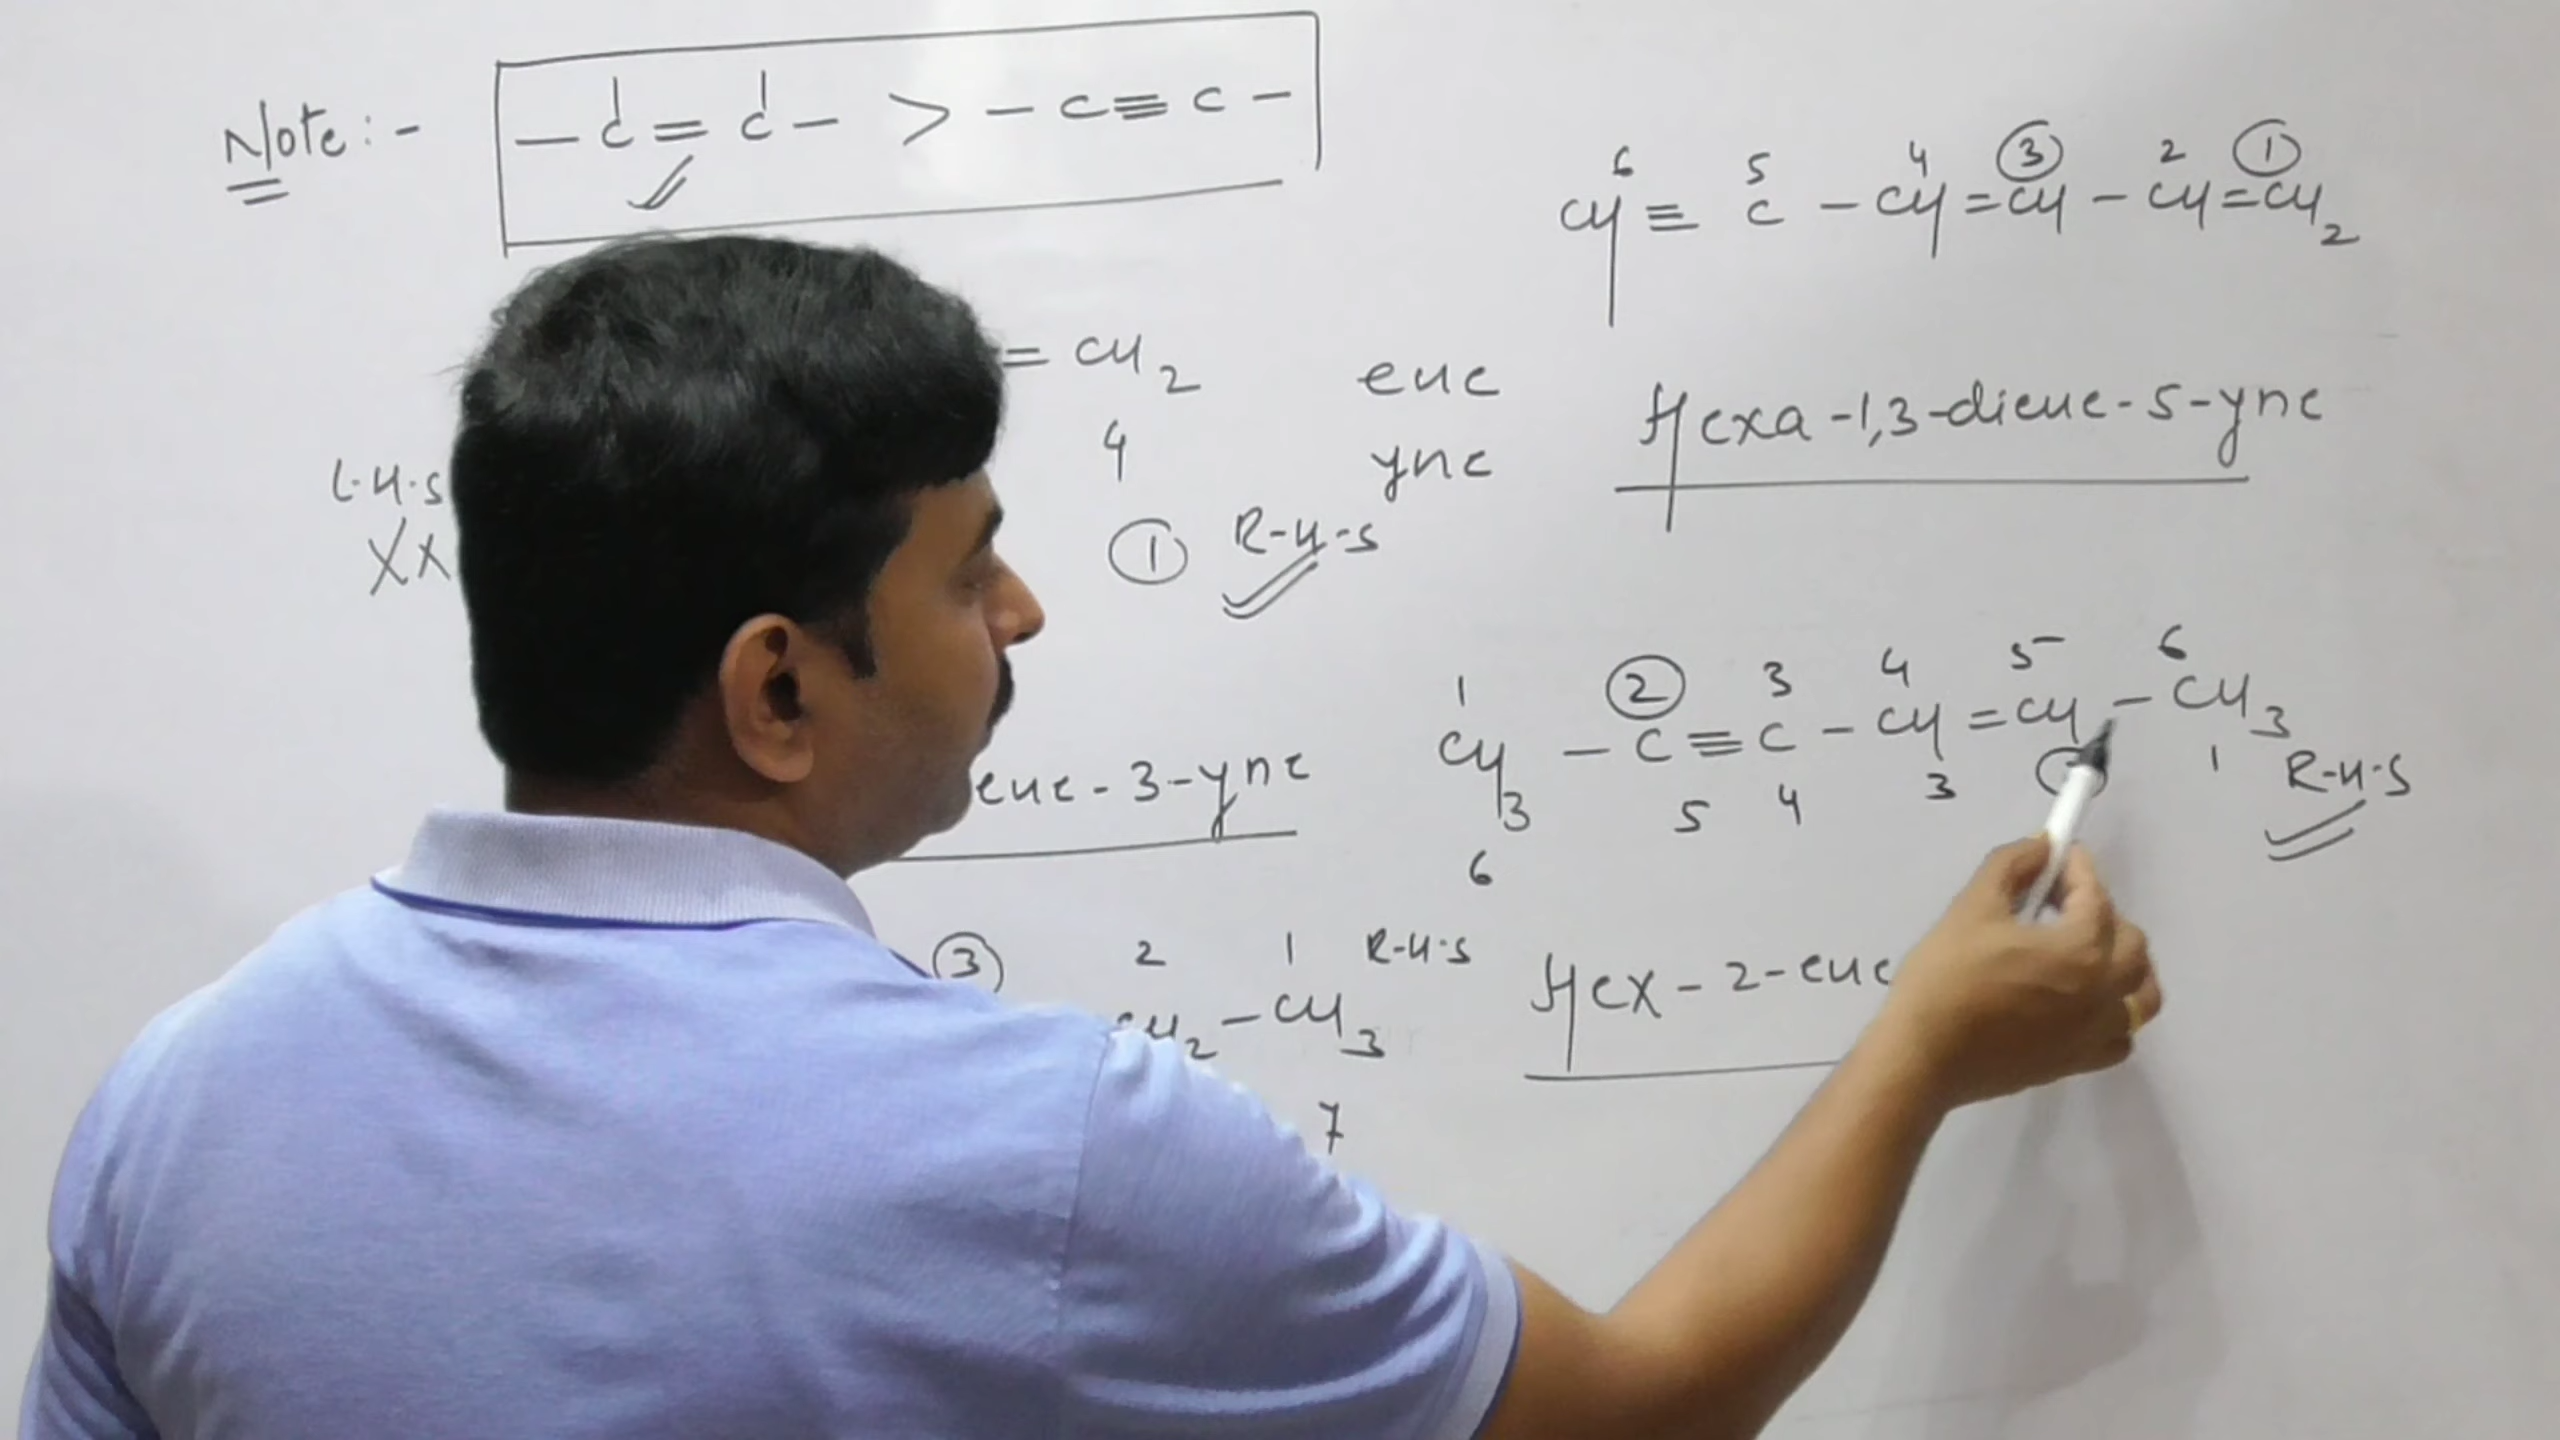 Note :- — C = C — > — C ≡ C —
= CH2
4
L.H.S
XX
1 R-H-S
ene
yne
ene-3-yne
3 2 1 R-H-S
CH2 — CH3
7
6 5 4 3 2 1
CH ≡ C — CH = CH — CH = CH2
Hexa-1,3-diene-5-yne
1 2 3 4 5 6
CH3 — C ≡ C — CH = CH — CH3
6 5 4 3 1 R-H-S
Hex-2-ene